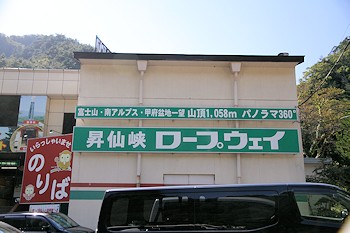 富士山・南アルプス・甲府盆地一望 山頂1,058m パノラマ360°
昇仙峡 ロープウェイ
いらっしゃいませ
のりば